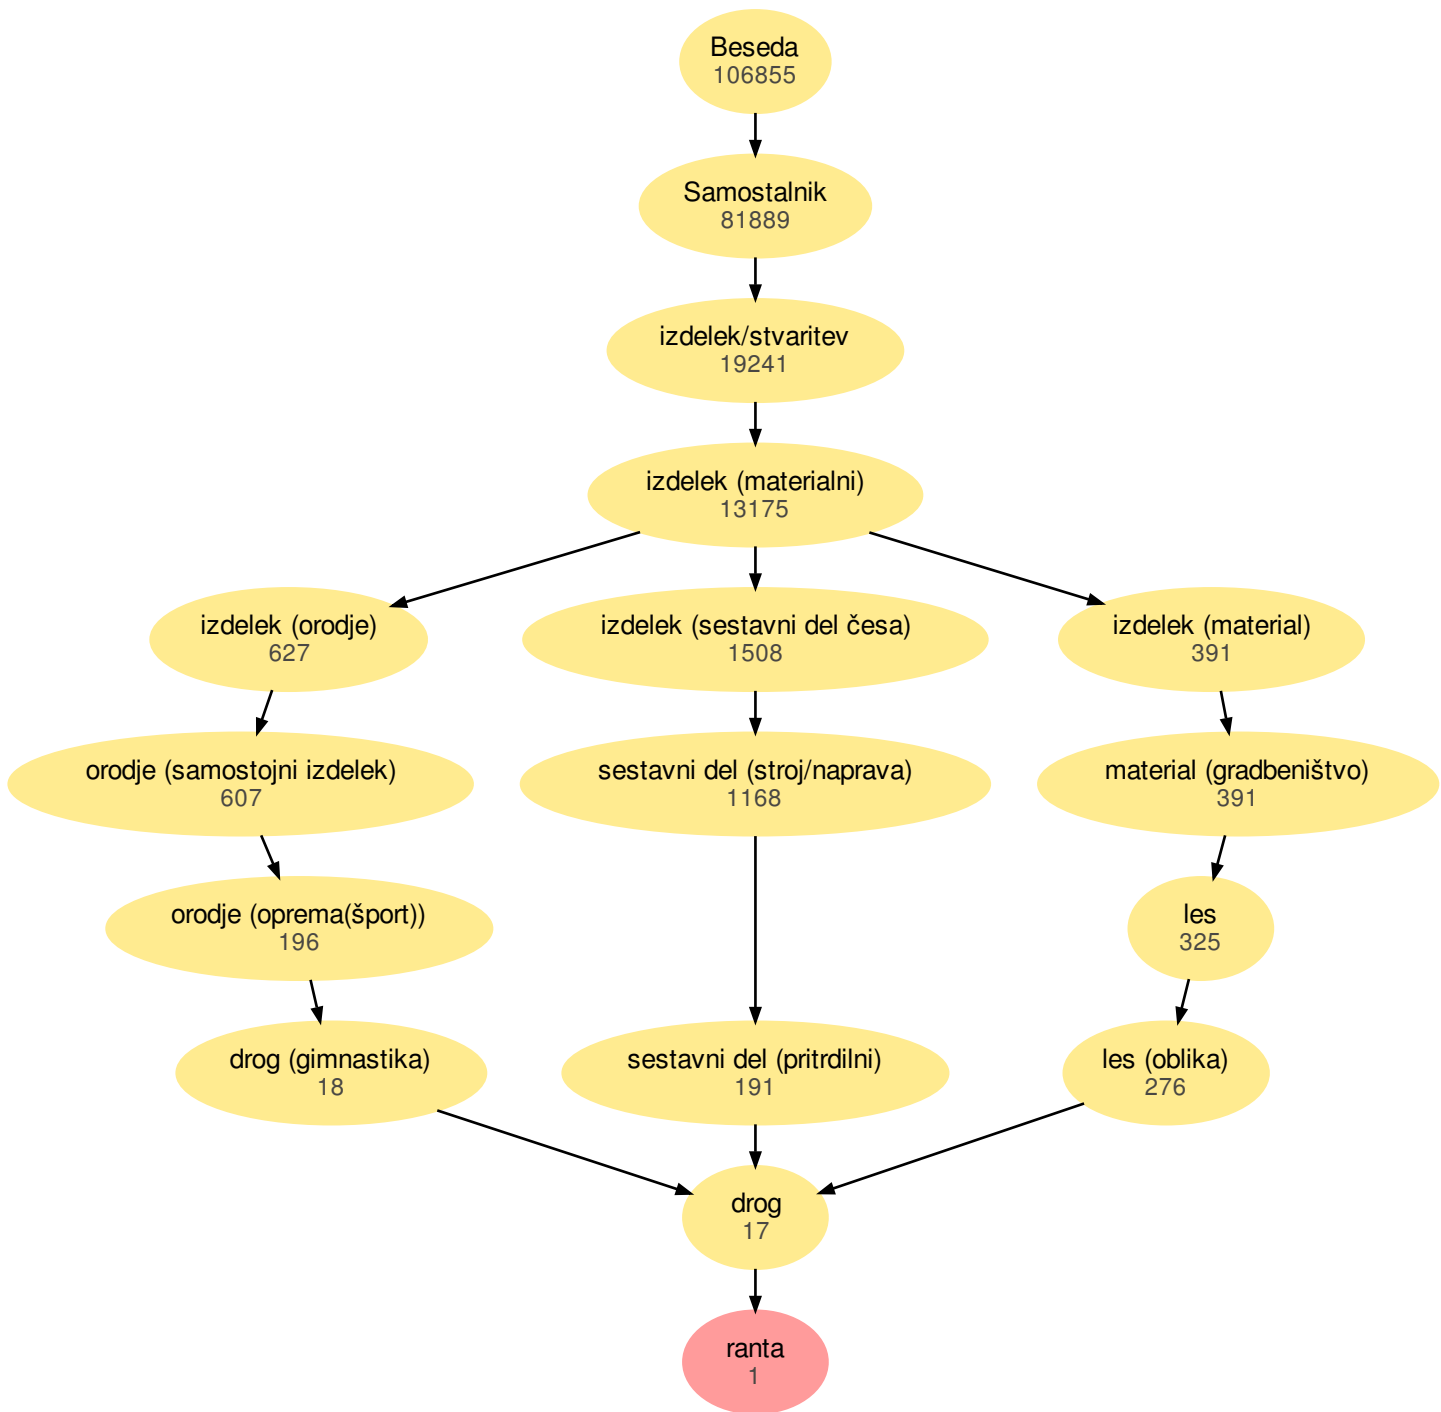 Beseda
106855
Samostalnik
81889
izdelek/stvaritev
19241
izdelek (materialni)
13175
izdelek (orodje)
627
izdelek (sestavni del česa)
1508
izdelek (material)
391
orodje (samostojni izdelek)
607
sestavni del (stroj/naprava)
1168
material (gradbeništvo)
391
orodje (oprema(šport))
196
les
325
drog (gimnastika)
18
sestavni del (pritrdilni)
191
les (oblika)
276
drog
17
ranta
1